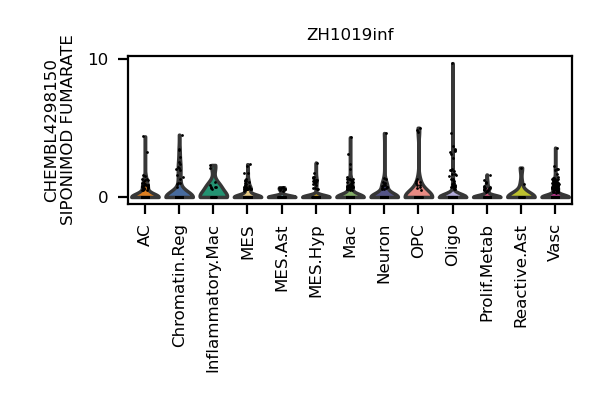 ZH1019inf
CHEMBL4298150
SIPONIMOD FUMARATE
10
0
AC
Chromatin.Reg
Inflammatory.Mac
MES
MES.Ast
MES.Hyp
Mac
Neuron
OPC
Oligo
Prolif.Metab
Reactive.Ast
Vasc